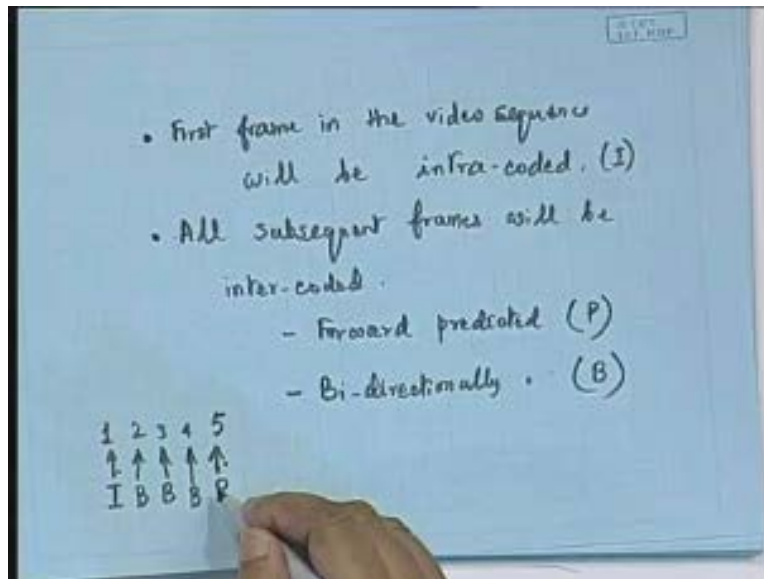 • First frame in the video sequence
will be intra-coded. (I)
• All subsequent frames will be
inter-coded.
- Forward predicted (P)
- Bi-directionally . (B)
1 2 3 4 5
I B B B P